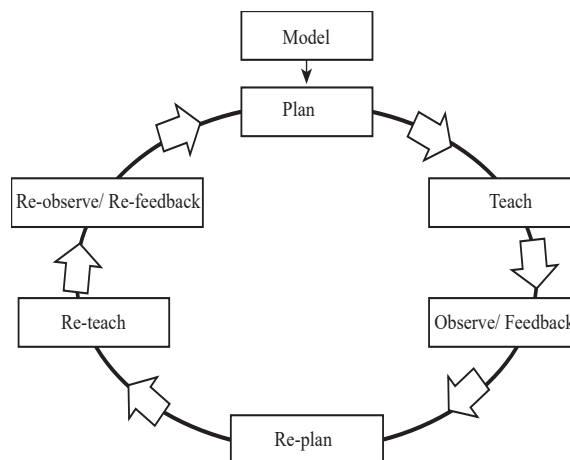 Model
Plan
Teach
Observe/ Feedback
Re-plan
Re-teach
Re-observe/ Re-feedback